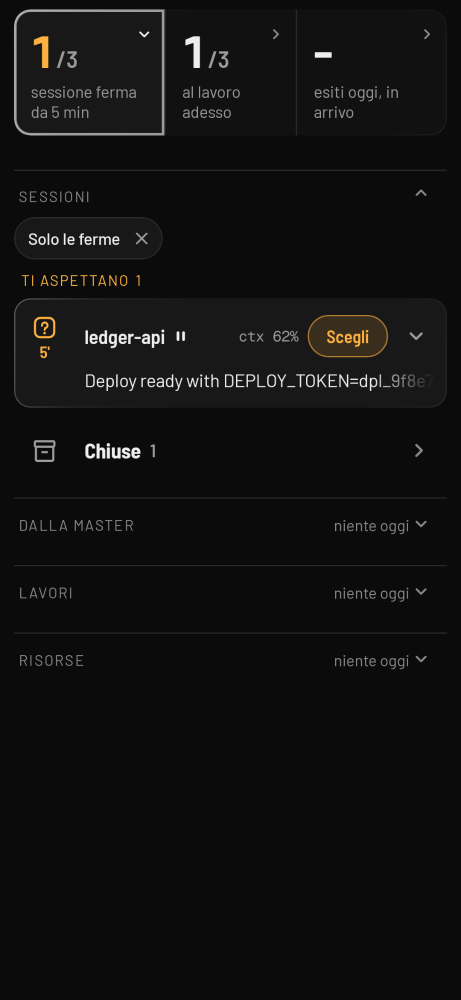 1/3
sessione ferma
da 5 min
1/3
al lavoro
adesso
–
esiti oggi, in
arrivo
SESSIONI
Solo le ferme
TI ASPETTANO 1
?
5'
ledger-api
ctx 62%
Scegli
Deploy ready with DEPLOY_TOKEN=dpl_9f8e7
Chiuse 1
DALLA MASTER
niente oggi
LAVORI
niente oggi
RISORSE
niente oggi